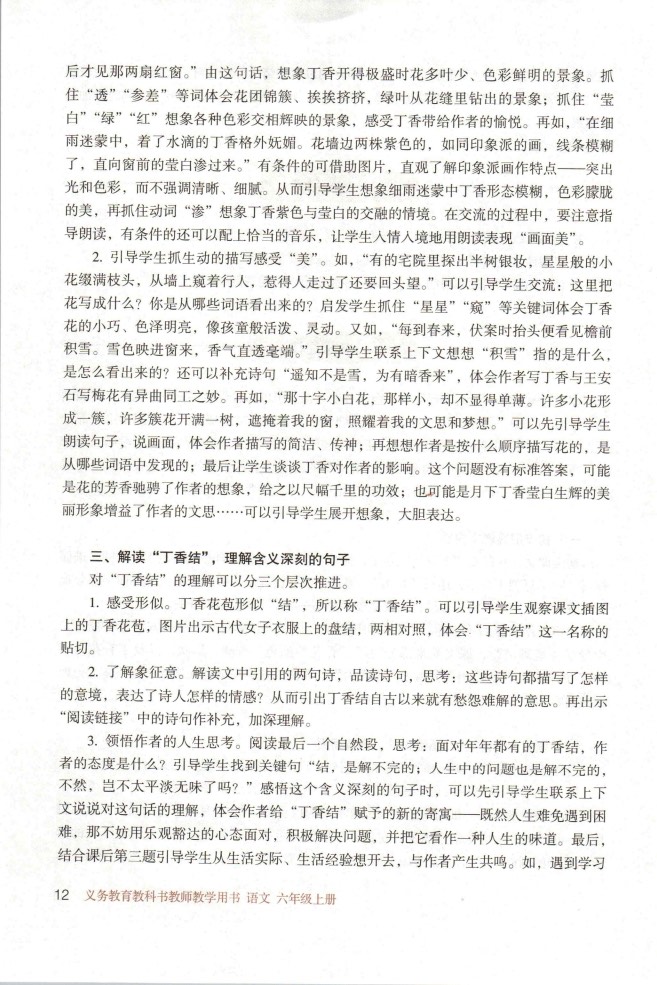 后才见那两扇红窗。”由这句话，想象丁香开得极盛时花多叶少、色彩鲜明的景象。抓
住“透”“参差”等词体会花团锦簇、挨挨挤挤，绿叶从花缝里钻出的景象；抓住“莹
白”“绿”“红”想象各种色彩交相辉映的景象，感受丁香带给作者的愉悦。再如，“在细
雨迷蒙中，着了水滴的丁香格外妩媚。花墙边两株紫色的，如同印象派的画，线条模糊
了，直向窗前的莹白渗过来。”有条件的可借助图片，直观了解印象派画作特点——突出
光和色彩，而不强调清晰、细腻。从而引导学生想象细雨迷蒙中丁香形态模糊，色彩朦胧
的美，再抓住动词“渗”想象丁香紫色与莹白的交融的情境。在交流的过程中，要注意指
导朗读，有条件的还可以配上恰当的音乐，让学生入情入境地用朗读表现“画面美”。
2. 引导学生抓生动的描写感受“美”。如，“有的宅院里探出半树银妆，星星般的小
花缀满枝头，从墙上窥着行人，惹得人走过了还要回头望。”可以引导学生交流：这里把
花写成什么？你是从哪些词语看出来的？启发学生抓住“星星”“窥”等关键词体会丁香
花的小巧、色泽明亮，像孩童般活泼、灵动。又如，“每到春来，伏案时抬头便看见檐前
积雪。雪色映进窗来，香气直透毫端。”引导学生联系上下文想想“积雪”指的是什么，
是怎么看出来的？还可以补充诗句“遥知不是雪，为有暗香来”，体会作者写丁香与王安
石写梅花有异曲同工之妙。再如，“那十字小白花，那样小，却不显得单薄。许多小花形
成一簇，许多簇花开满一树，遮掩着我的窗，照耀着我的文思和梦想。”可以先引导学生
朗读句子，说画面，体会作者描写的简洁、传神；再想想作者是按什么顺序描写花的，是
从哪些词语中发现的；最后让学生谈谈丁香对作者的影响。这个问题没有标准答案，可能
是花的芳香驰骋了作者的想象，给之以尺幅千里的功效；也可能是月下丁香莹白生辉的美
丽形象增益了作者的文思……可以引导学生展开想象，大胆表达。
三、解读“丁香结”，理解含义深刻的句子
对“丁香结”的理解可以分三个层次推进。
1. 感受形似。丁香花苞形似“结”，所以称“丁香结”。可以引导学生观察课文插图
上的丁香花苞，图片出示古代女子衣服上的盘结，两相对照，体会“丁香结”这一名称的
贴切。
2. 了解象征意。解读文中引用的两句诗，品读诗句，思考：这些诗句都描写了怎样
的意境，表达了诗人怎样的情感？从而引出丁香结自古以来就有愁怨难解的意思。再出示
“阅读链接”中的诗句作补充，加深理解。
3. 领悟作者的人生思考。阅读最后一个自然段，思考：面对年年都有的丁香结，作
者的态度是什么？引导学生找到关键句“结，是解不完的；人生中的问题也是解不完的，
不然，岂不太平淡无味了吗？”感悟这个含义深刻的句子时，可以先引导学生联系上下
文说说对这句话的理解，体会作者给“丁香结”赋予的新的寄寓——既然人生难免遇到困
难，那不妨用乐观豁达的心态面对，积极解决问题，并把它看作一种人生的味道。最后，
结合课后第三题引导学生从生活实际、生活经验想开去，与作者产生共鸣。如，遇到学习
12 义务教育教科书教师教学用书 语文 六年级上册